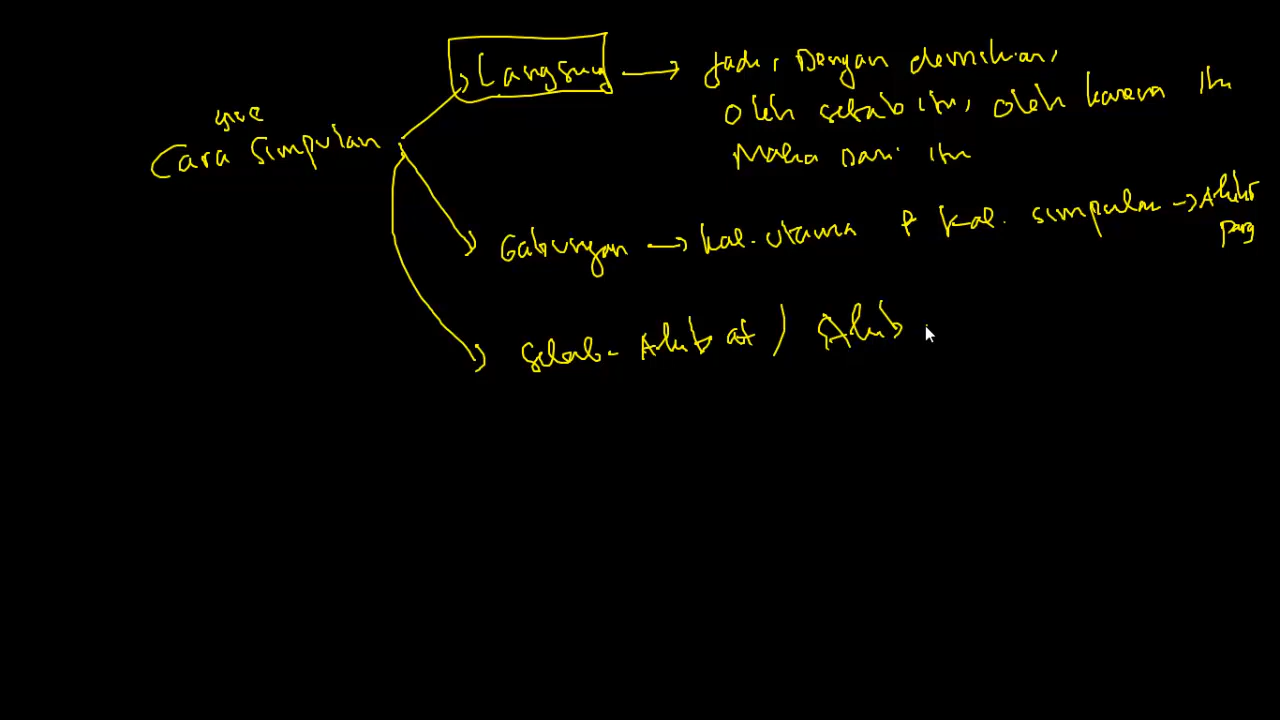 Cara Simpulan
Langsung → Jadi, Dengan demikian,
oleh sebab itu, oleh karena itu
Maka Dari itu
Gabungan → kal. utama + kal. simpulan → Akhir
parg
Sebab - Akibat / Akib